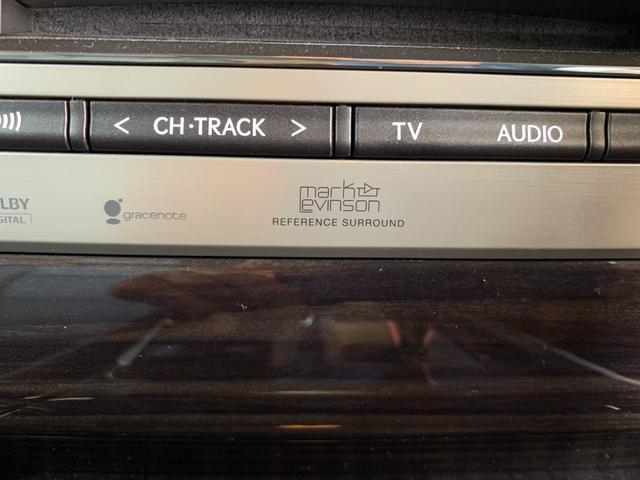 < CH·TRACK >
TV
AUDIO
gracenote
mark
Levinson
REFERENCE SURROUND